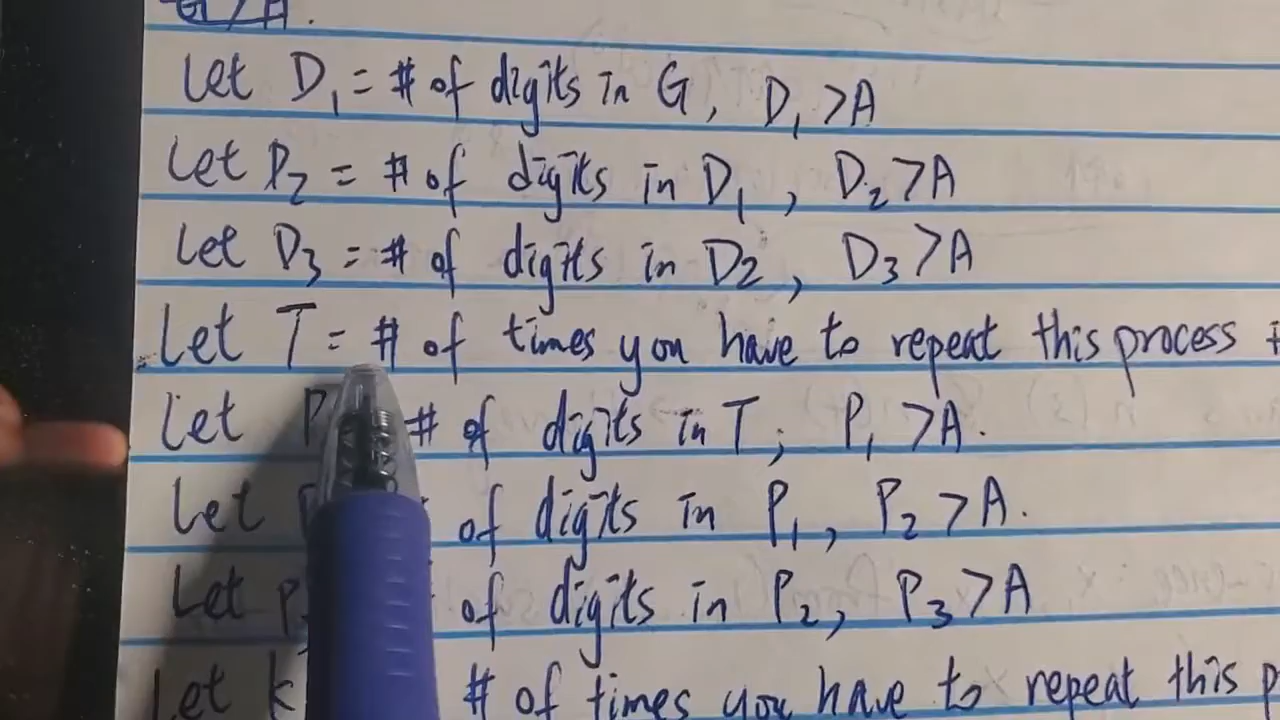 G > A.
Let D₁ = # of digits in G, D₁ > A
Let D₂ = # of digits in D₁, D₂ > A
Let D₃ = # of digits in D2, D₃ > A
Let T = # of times you have to repeat this process
Let P # of digits in T; P₁ > A.
Let of digits in P₁, P₂ > A.
Let P of digits in P₂, P₃ > A
Let k # of times you have to repeat this